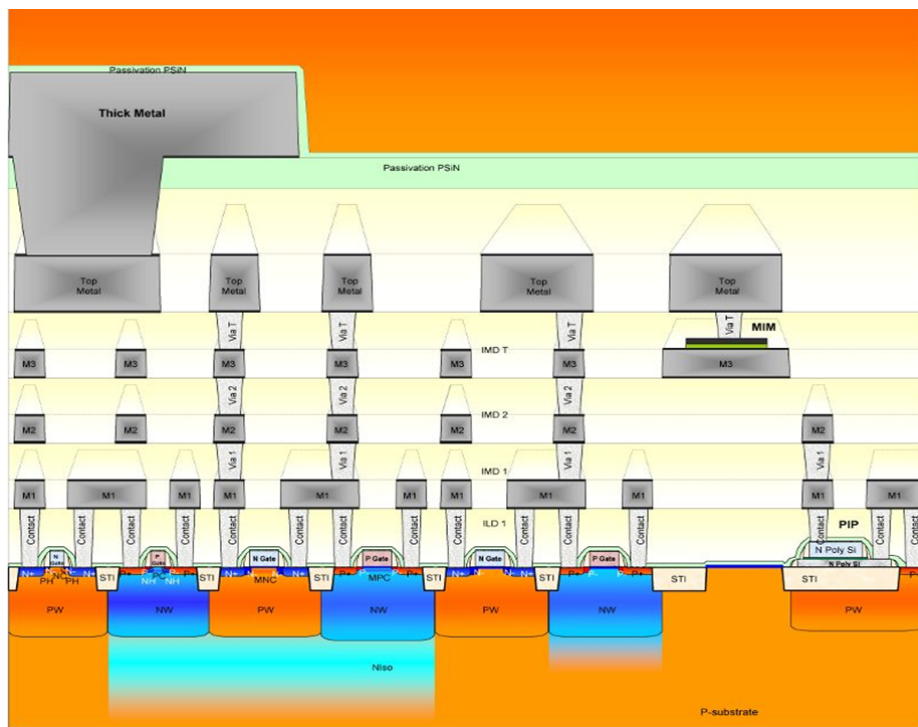 Passivation PSiN
Thick Metal
Passivation PSiN
Top Metal
Top Metal
Top Metal
Top Metal
Top Metal
Via T
Via T
Via T
Via T
MIM
IMD T
M3
M3
M3
M3
M3
M3
M3
Via 2
Via 2
Via 2
IMD 2
M2
M2
M2
M2
M2
M2
M2
Via 1
Via 1
Via 1
Via 1
IMD 1
M1
M1
M1
M1
M1
M1
M1
M1
M1
M1
M1
Contact
Contact
Contact
Contact
Contact
Contact
Contact
Contact
Contact
Contact
Contact
Contact
Contact
ILD 1
PIP
N Gate
P Gate
N Gate
P Gate
N Gate
P Gate
N Poly Si
N Poly Si
N+
N+
P+
P+
N+
N+
P+
P+
N+
N+
P+
P+
PH
PH
NH
NH
MNC
MPC
STI
STI
STI
STI
STI
STI
STI
PW
NW
PW
NW
PW
NW
PW
NIso
P-substrate